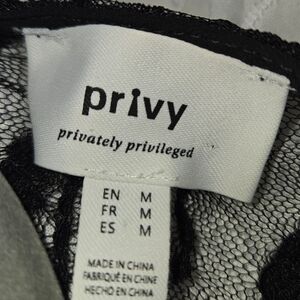 privy
privately privileged
EN M
FR M
ES M
MADE IN CHINA
FABRIQUÉ EN CHINE
HECHO EN CHINA